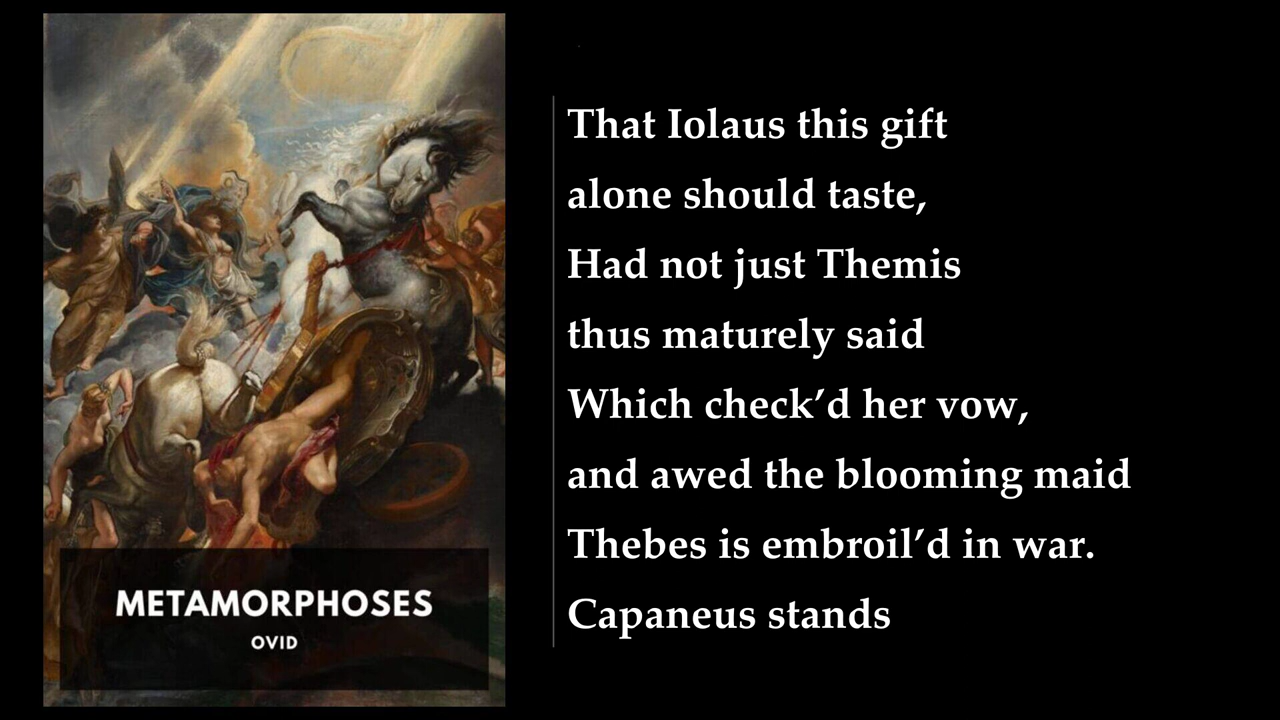 METAMORPHOSES
OVID
That Iolaus this gift
alone should taste,
Had not just Themis
thus maturely said
Which check’d her vow,
and awed the blooming maid
Thebes is embroil’d in war.
Capaneus stands